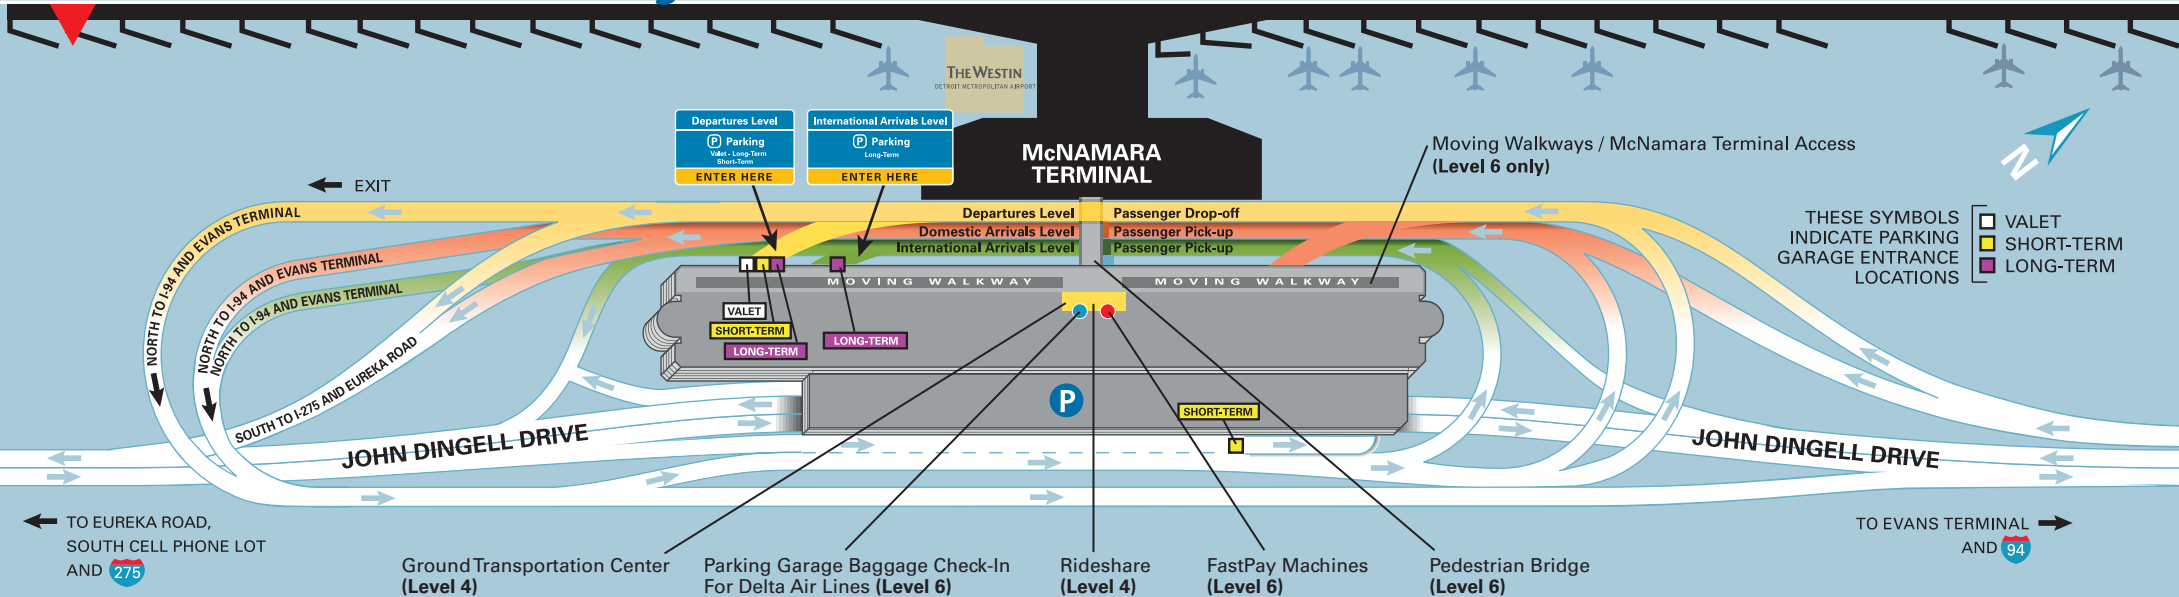 THE WESTIN
DETROIT METROPOLITAN AIRPORT
Departures Level
P Parking
Valet - Long-Term
Short-Term
ENTER HERE
International Arrivals Level
P Parking
Long-Term
ENTER HERE
McNAMARA
TERMINAL
Moving Walkways / McNamara Terminal Access
(Level 6 only)
N
EXIT
THESE SYMBOLS
INDICATE PARKING
GARAGE ENTRANCE
LOCATIONS
VALET
SHORT-TERM
LONG-TERM
Departures Level Passenger Drop-off
Domestic Arrivals Level Passenger Pick-up
International Arrivals Level Passenger Pick-up
NORTH TO I-94 AND EVANS TERMINAL
NORTH TO I-94 AND EVANS TERMINAL
NORTH TO I-94 AND EVANS TERMINAL
SOUTH TO I-275 AND EUREKA ROAD
MOVING WALKWAY
MOVING WALKWAY
VALET
SHORT-TERM
LONG-TERM
LONG-TERM
P
SHORT-TERM
JOHN DINGELL DRIVE
JOHN DINGELL DRIVE
TO EUREKA ROAD,
SOUTH CELL PHONE LOT
AND 275
TO EVANS TERMINAL
AND 94
Ground Transportation Center
(Level 4)
Parking Garage Baggage Check-In
For Delta Air Lines (Level 6)
Rideshare
(Level 4)
FastPay Machines
(Level 6)
Pedestrian Bridge
(Level 6)